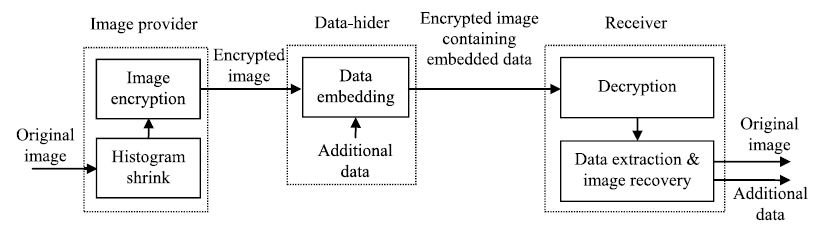 Image provider
Data-hider
Encrypted image
containing
embedded data
Receiver
Original
image
Image
encryption
Histogram
shrink
Encrypted
image
Data
embedding
Additional
data
Decryption
Data extraction &
image recovery
Original
image
Additional
data